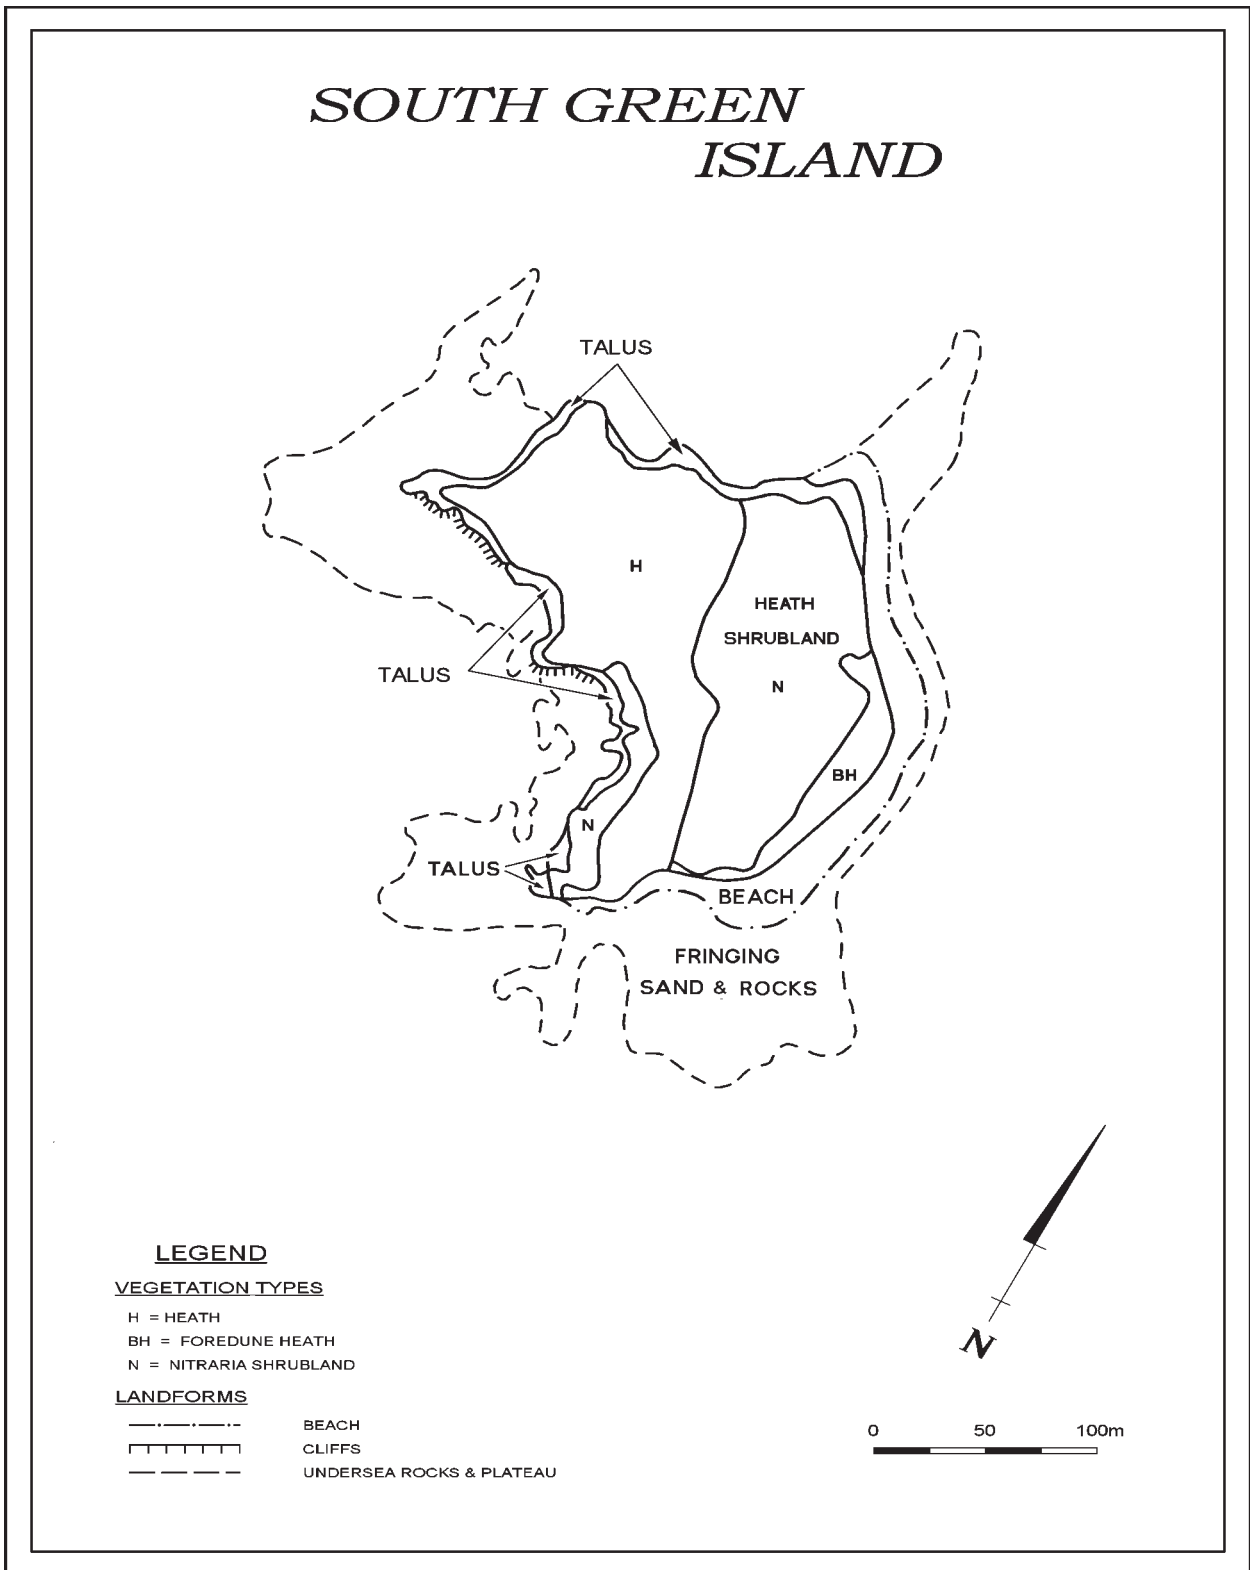 SOUTH GREEN
ISLAND
TALUS
H
HEATH
SHRUBLAND
N
TALUS
BH
N
TALUS
BEACH
FRINGING
SAND & ROCKS
N
LEGEND
VEGETATION TYPES
H = HEATH
BH = FOREDUNE HEATH
N = NITRARIA SHRUBLAND
LANDFORMS
BEACH
CLIFFS
UNDERSEA ROCKS & PLATEAU
0 50 100m